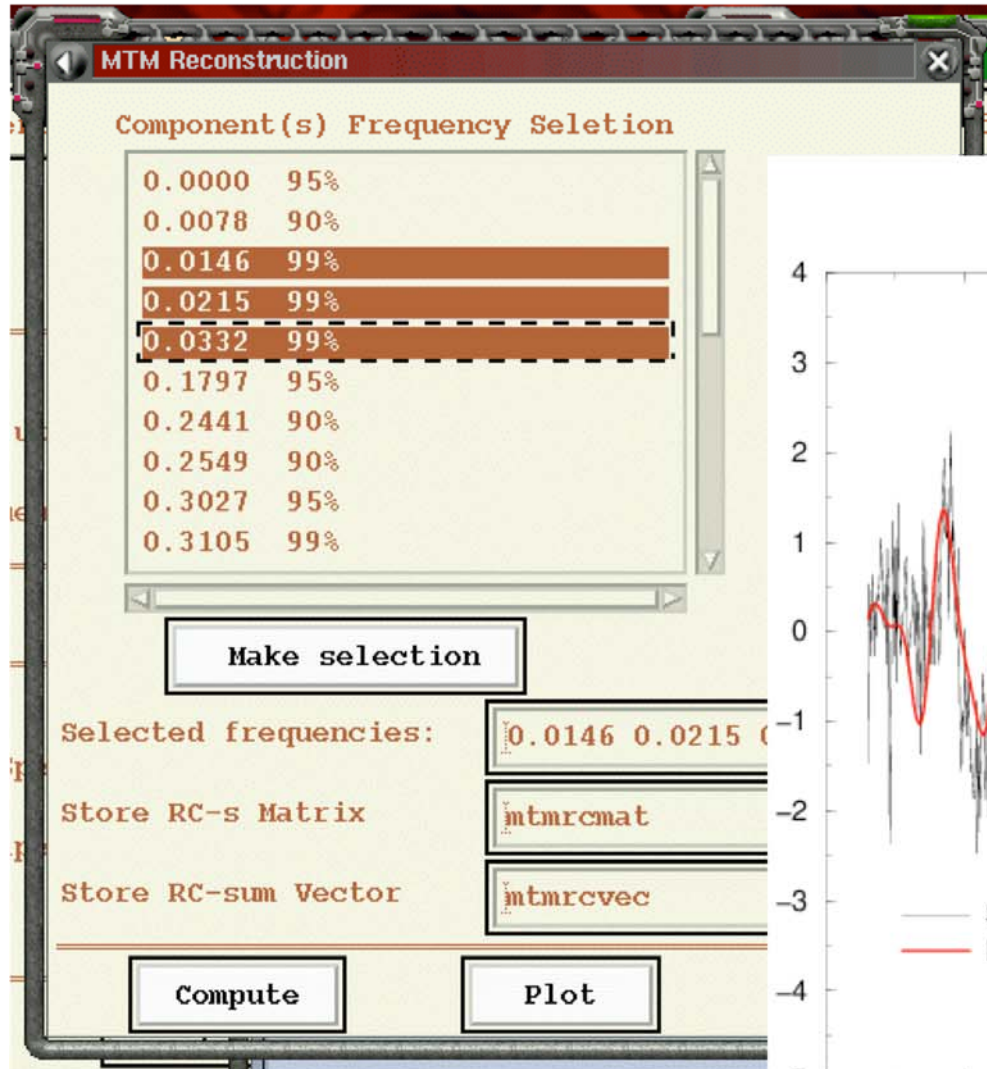 MTM Reconstruction
Component(s) Frequency Seletion
0.0000 95%
0.0078 90%
0.0146 99%
0.0215 99%
0.0332 99%
0.1797 95%
0.2441 90%
0.2549 90%
0.3027 95%
0.3105 99%
Make selection
Selected frequencies: 0.0146 0.0215
Store RC-s Matrix mtmrcmat
Store RC-sum Vector mtmrcvec
Compute Plot
4
3
2
1
0
−1
−2
−3
−4